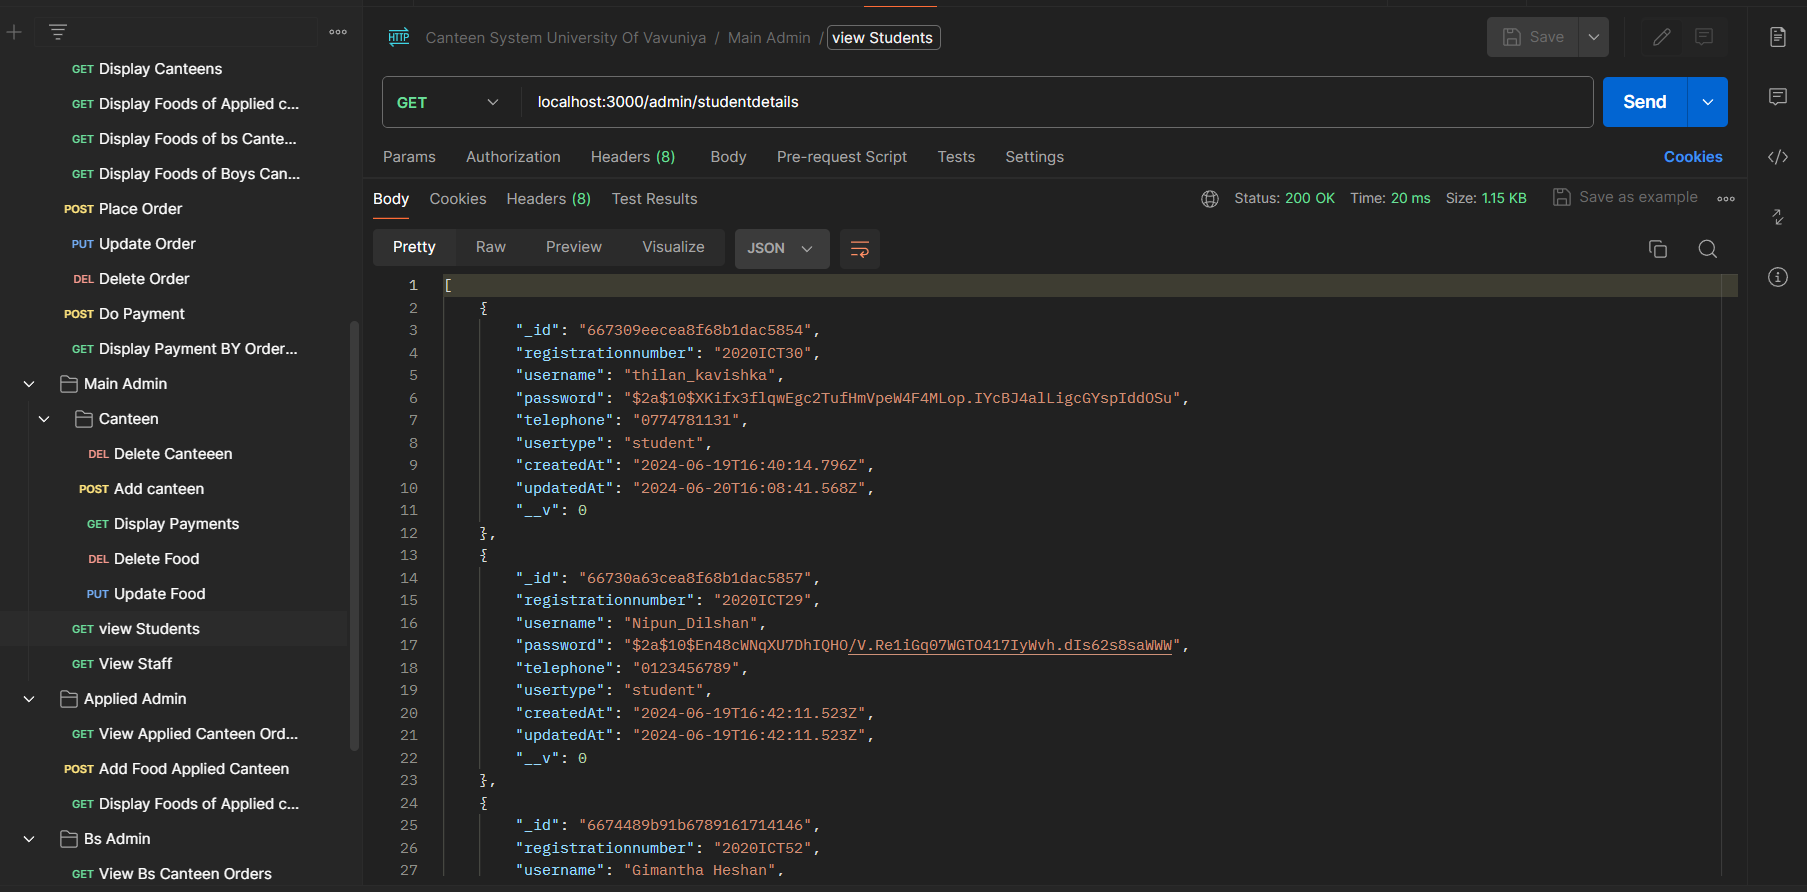 GET Display Canteens
GET Display Foods of Applied c...
GET Display Foods of bs Cante...
GET Display Foods of Boys Can...
POST Place Order
PUT Update Order
DEL Delete Order
POST Do Payment
GET Display Payment BY Order...
Main Admin
Canteen
DEL Delete Canteeen
POST Add canteen
GET Display Payments
DEL Delete Food
PUT Update Food
GET view Students
GET View Staff
Applied Admin
GET View Applied Canteen Ord...
POST Add Food Applied Canteen
GET Display Foods of Applied c...
Bs Admin
GET View Bs Canteen Orders
HTTP Canteen System University Of Vavuniya / Main Admin / view Students
Save
GET localhost:3000/admin/studentdetails Send
Params Authorization Headers (8) Body Pre-request Script Tests Settings Cookies
Body Cookies Headers (8) Test Results Status: 200 OK Time: 20 ms Size: 1.15 KB Save as example
Pretty Raw Preview Visualize JSON
1 [
2 {
3 "_id": "667309eecea8f68b1dac5854",
4 "registrationnumber": "2020ICT30",
5 "username": "thilan_kavishka",
6 "password": "$2a$10$XKifx3flqwEgc2TufHmVpeW4F4MLop.IYcBJ4alLigcGYspIddOSu",
7 "telephone": "0774781131",
8 "usertype": "student",
9 "createdAt": "2024-06-19T16:40:14.796Z",
10 "updatedAt": "2024-06-20T16:08:41.568Z",
11 "__v": 0
12 },
13 {
14 "_id": "66730a63cea8f68b1dac5857",
15 "registrationnumber": "2020ICT29",
16 "username": "Nipun_Dilshan",
17 "password": "$2a$10$En48cWNqXU7DhIQHO/V.Re1iGq07WGTO417IyWvh.dIs62s8saWWW",
18 "telephone": "0123456789",
19 "usertype": "student",
20 "createdAt": "2024-06-19T16:42:11.523Z",
21 "updatedAt": "2024-06-19T16:42:11.523Z",
22 "__v": 0
23 },
24 {
25 "_id": "6674489b91b6789161714146",
26 "registrationnumber": "2020ICT52",
27 "username": "Gimantha Heshan",